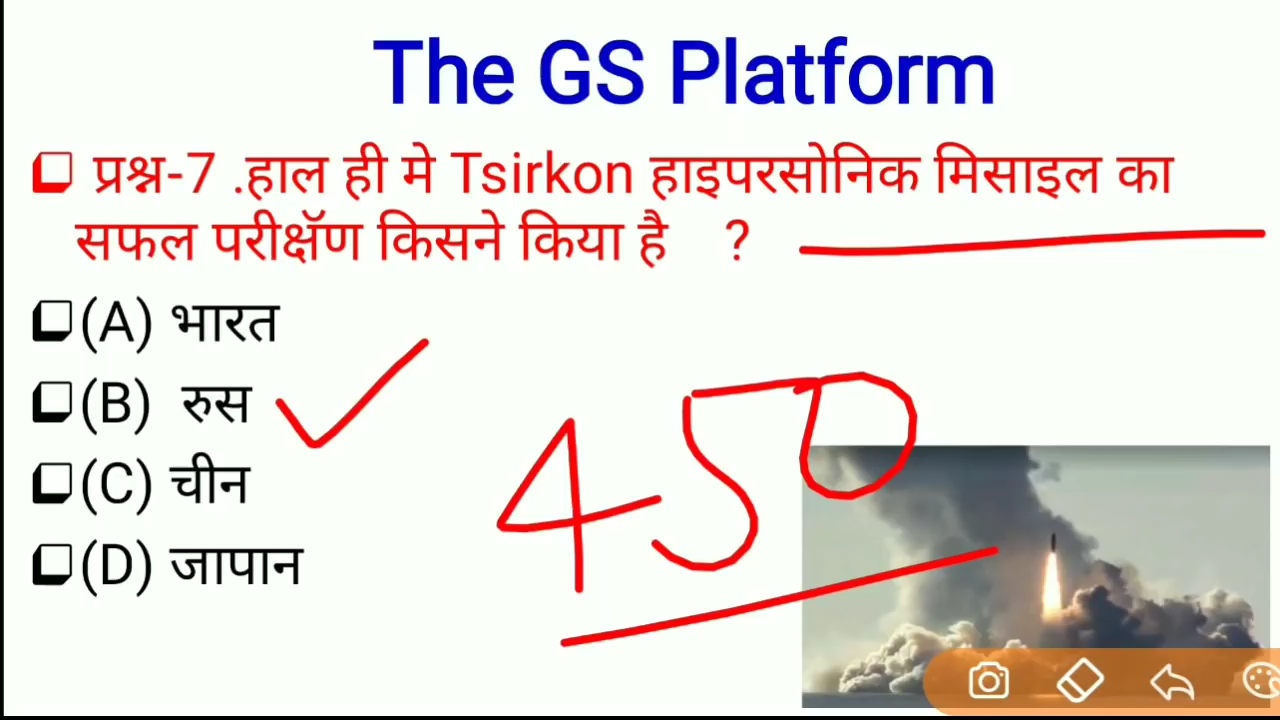 The GS Platform
प्रश्न-7 .हाल ही मे Tsirkon हाइपरसोनिक मिसाइल का
सफल परीक्षॅण किसने किया है ?
(A) भारत
(B) रुस
(C) चीन
(D) जापान
450